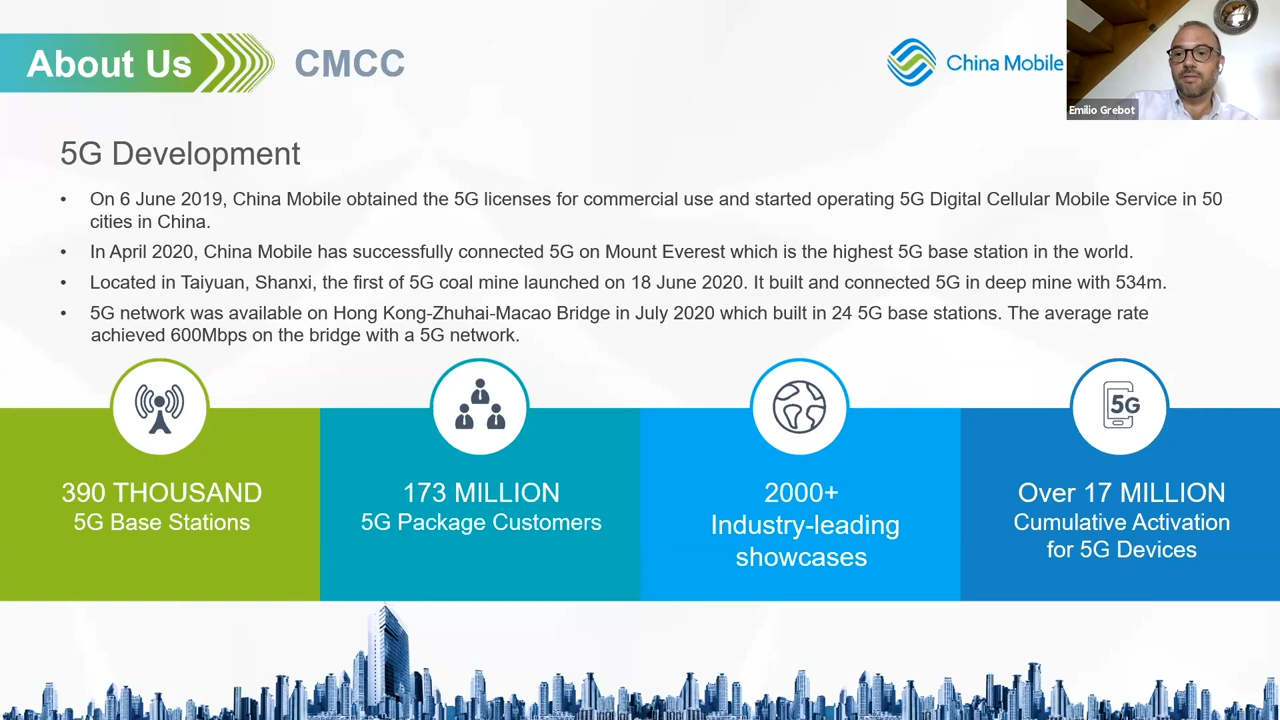 About Us
CMCC
China Mobile
Emilio Grebot
5G Development
• On 6 June 2019, China Mobile obtained the 5G licenses for commercial use and started operating 5G Digital Cellular Mobile Service in 50
cities in China.
• In April 2020, China Mobile has successfully connected 5G on Mount Everest which is the highest 5G base station in the world.
• Located in Taiyuan, Shanxi, the first of 5G coal mine launched on 18 June 2020. It built and connected 5G in deep mine with 534m.
• 5G network was available on Hong Kong-Zhuhai-Macao Bridge in July 2020 which built in 24 5G base stations. The average rate
achieved 600Mbps on the bridge with a 5G network.
5G
390 THOUSAND
5G Base Stations
173 MILLION
5G Package Customers
2000+
Industry-leading
showcases
Over 17 MILLION
Cumulative Activation
for 5G Devices